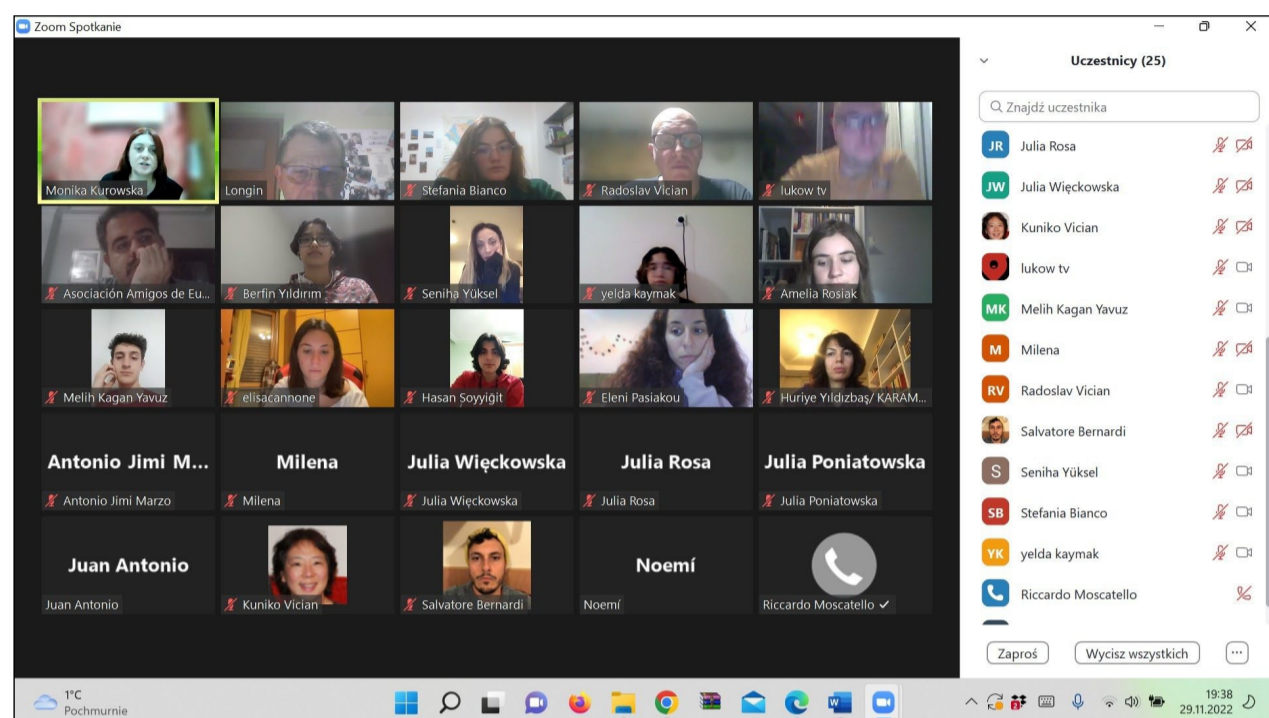 Zoom Spotkanie
Monika Kurowska
Longin
Stefania Bianco
Radoslav Vician
lukow tv
Asociación Amigos de Eu...
Berfin Yıldırım
Seniha Yüksel
yelda kaymak
Amelia Rosiak
Melih Kagan Yavuz
elisacannone
Hasan Soyyiğit
Eleni Pasiakou
Huriye Yıldızbaş/ KARAM...
Antonio Jimi M...
Antonio Jimi Marzo
Milena
Milena
Julia Więckowska
Julia Więckowska
Julia Rosa
Julia Rosa
Julia Poniatowska
Julia Poniatowska
Juan Antonio
Juan Antonio
Kuniko Vician
Salvatore Bernardi
Noemí
Noemí
Riccardo Moscatello
Uczestnicy (25)
Znajdź uczestnika
JR Julia Rosa
JW Julia Więckowska
Kuniko Vician
lukow tv
MK Melih Kagan Yavuz
M Milena
RV Radoslav Vician
Salvatore Bernardi
S Seniha Yüksel
SB Stefania Bianco
YK yelda kaymak
Riccardo Moscatello
Zaproś
Wycisz wszystkich
1°C
Pochmurnie
W
19:38
29.11.2022